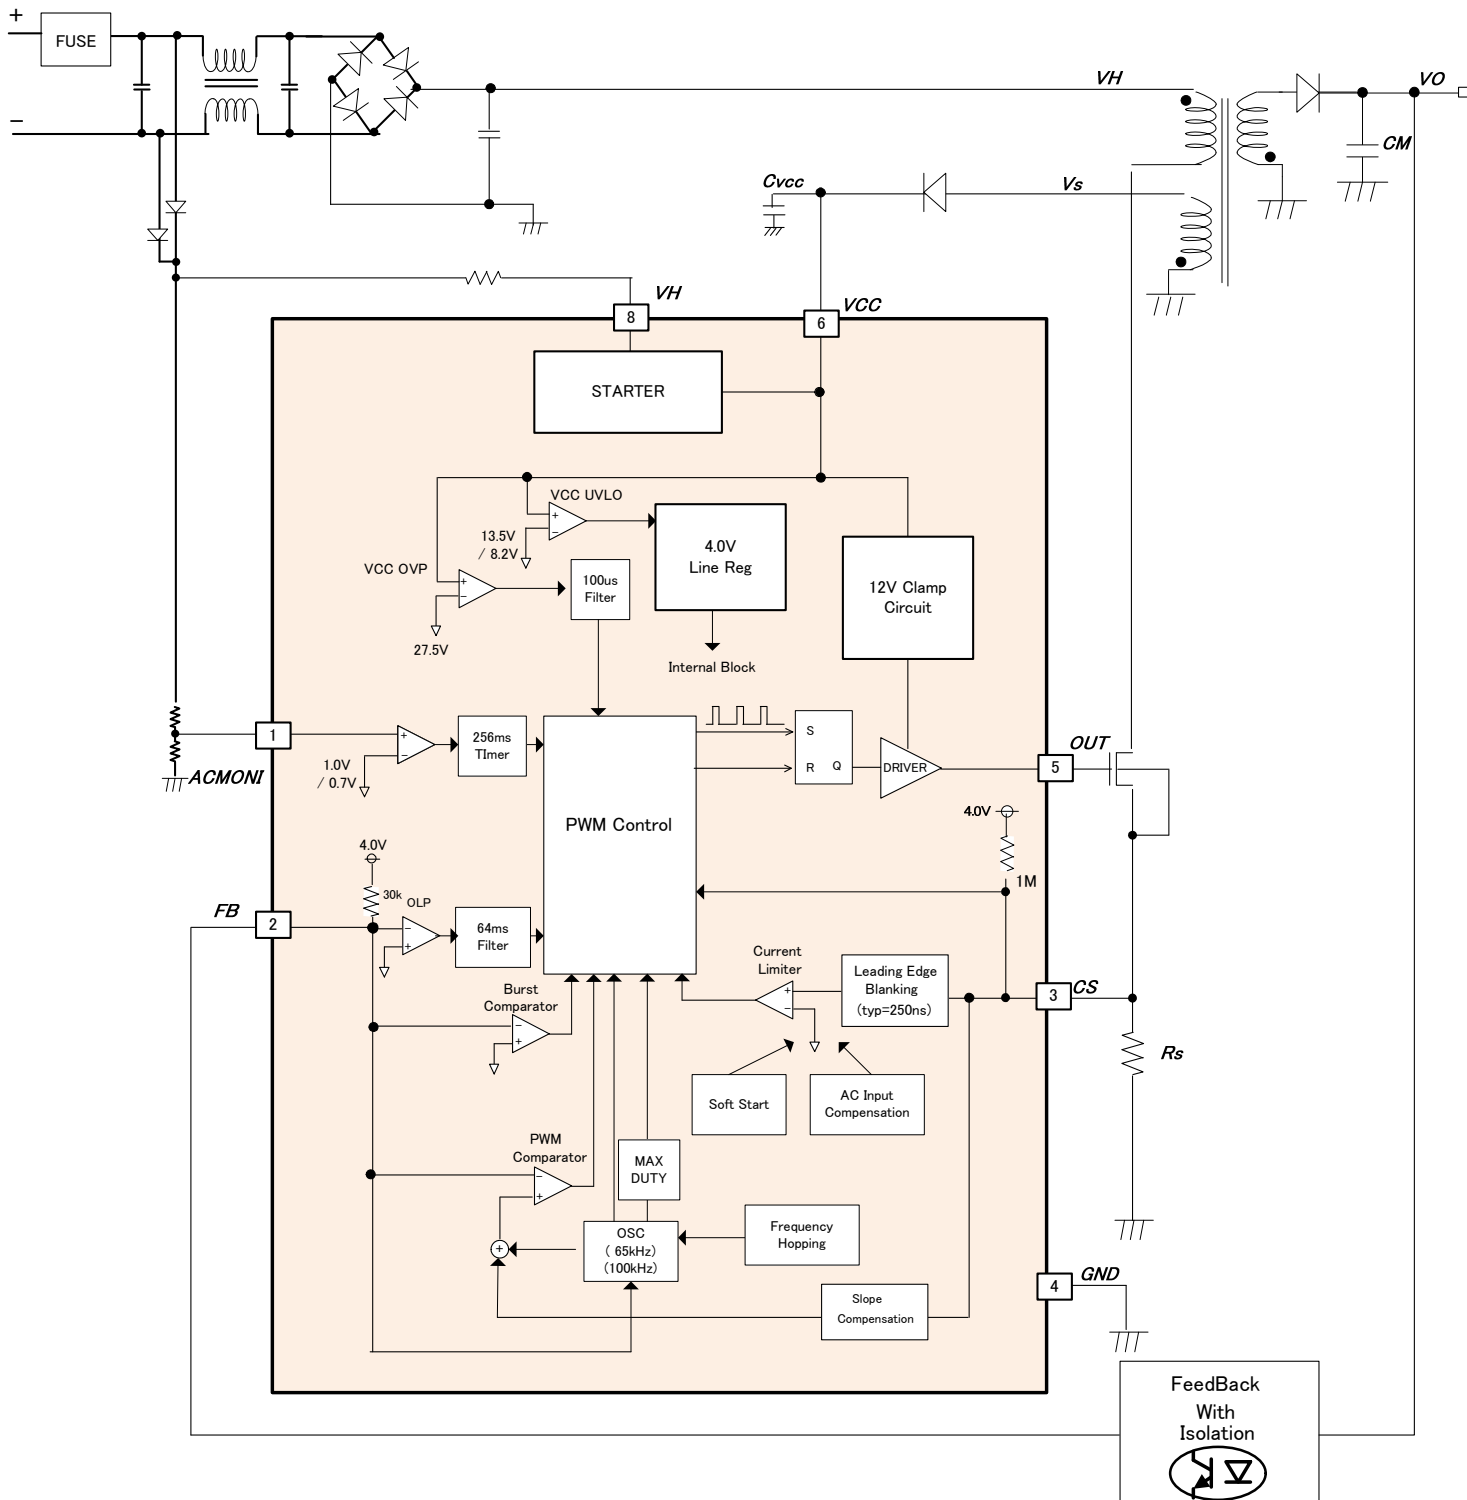 +
FUSE
−
VH
VO
CM
Cvcc
Vs
VH
8
VCC
6
STARTER
VCC UVLO
+
−
13.5V
/ 8.2V
4.0V
Line Reg
VCC OVP
+
−
27.5V
100us
Filter
12V Clamp
Circuit
Internal Block
1
ACMONI
+
−
1.0V
/ 0.7V
256ms
TImer
PWM Control
S
R
Q
DRIVER
OUT
5
4.0V
1M
4.0V
30k
OLP
FB
2
−
+
64ms
Filter
Burst
Comparator
−
+
Current
Limiter
+
−
Leading Edge
Blanking
(typ=250ns)
3
CS
Rs
Soft Start
AC Input
Compensation
PWM
Comparator
−
+
MAX
DUTY
+
OSC
( 65kHz)
(100kHz)
Frequency
Hopping
Slope
Compensation
4
GND
FeedBack
With
Isolation